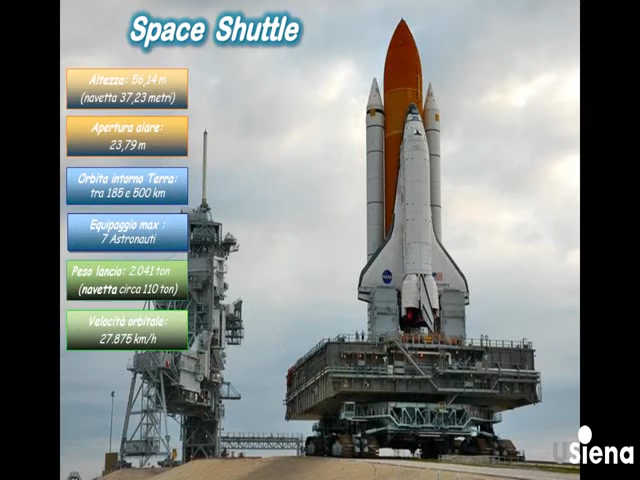 Space Shuttle
Altezza: 56,14 m
(navetta 37,23 metri)
Apertura alare:
23,79 m
Orbita intorno Terra:
tra 185 e 500 km
Equipaggio max :
7 Astronauti
Peso lancio: 2.041 ton
(navetta circa 110 ton)
Velocità orbitale:
27.875 km/h
USiena